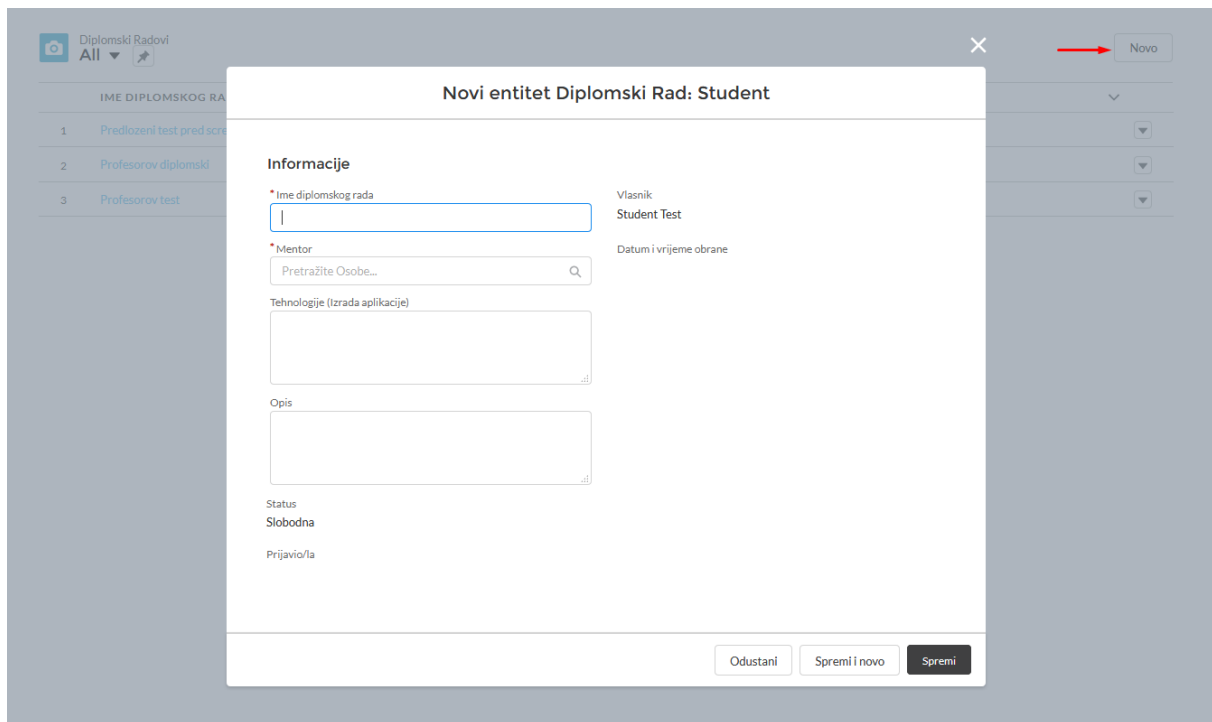 Diplomski Radovi
All
Novo
Novi entitet Diplomski Rad: Student
IME DIPLOMSKOG RA
1 Predlozeni test pred scre
2 Profesorov diplomski
3 Profesorov test
Informacije
*Ime diplomskog rada
Vlasnik
Student Test
*Mentor
Datum i vrijeme obrane
Pretražite Osobe...
Tehnologije (Izrada aplikacije)
Opis
Status
Slobodna
Prijavio/la
Odustani Spremi i novo Spremi